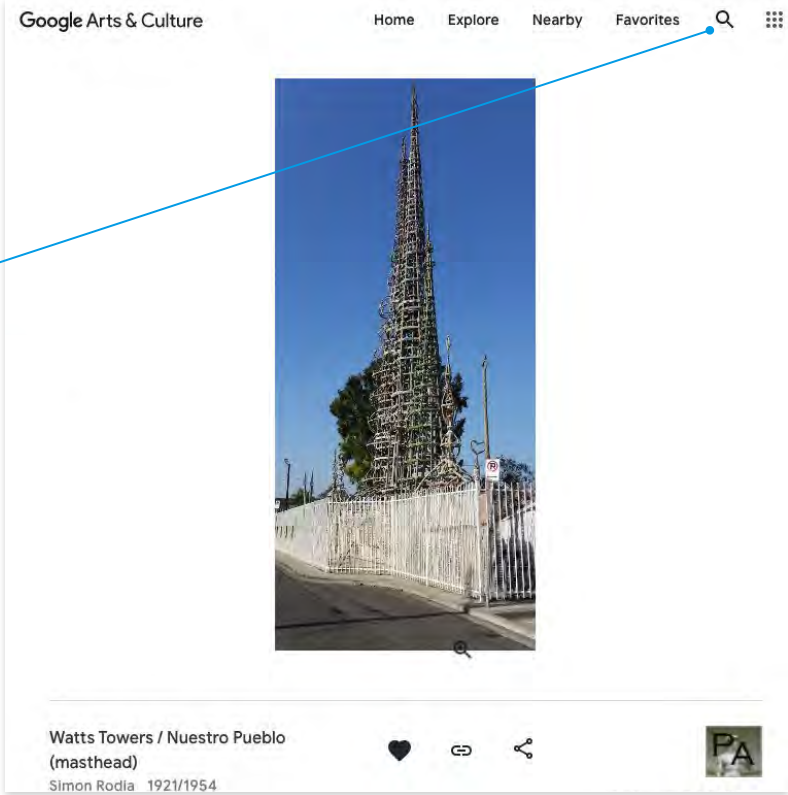 Google Arts & Culture
Home Explore Nearby Favorites
P
Watts Towers / Nuestro Pueblo
(masthead)
Simon Rodia 1921/1954
PA